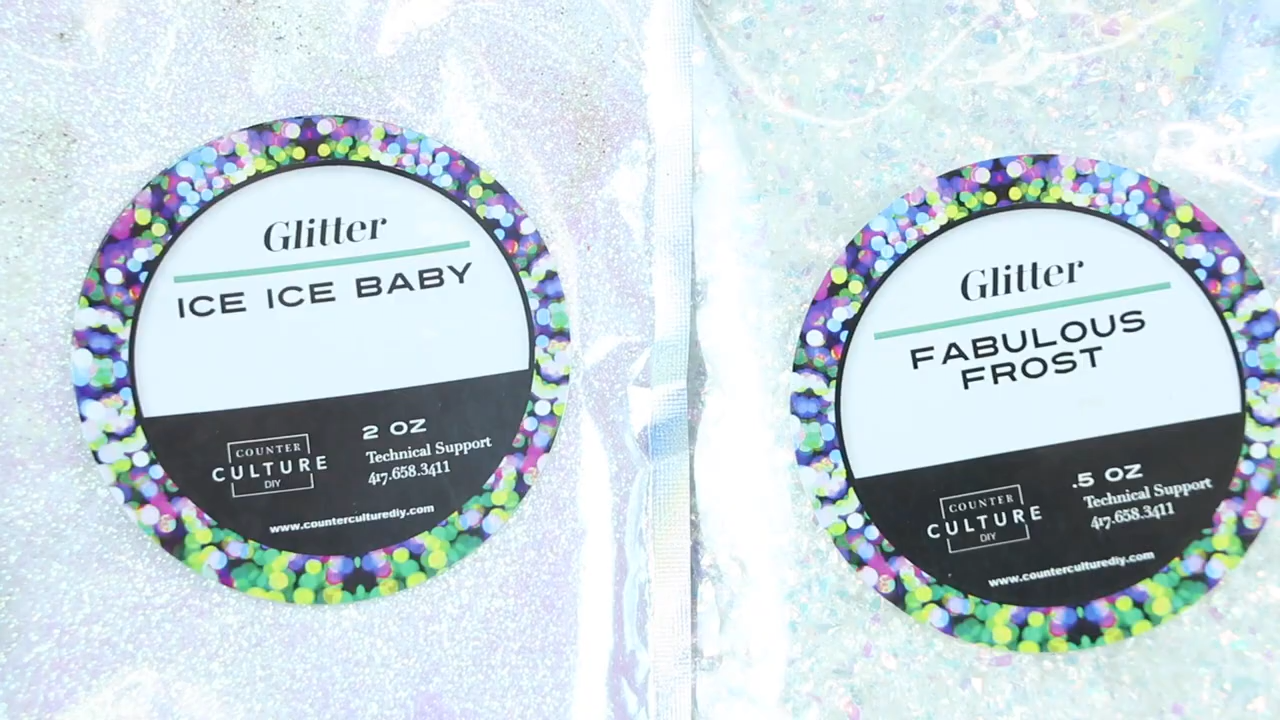 Glitter
ICE ICE BABY
COUNTER
CULTURE
DIY
2 OZ
Technical Support
417.658.3411
www.counterculturediy.com
Glitter
FABULOUS
FROST
COUNTER
CULTURE
DIY
.5 OZ
Technical Support
417.658.3411
www.counterculturediy.com